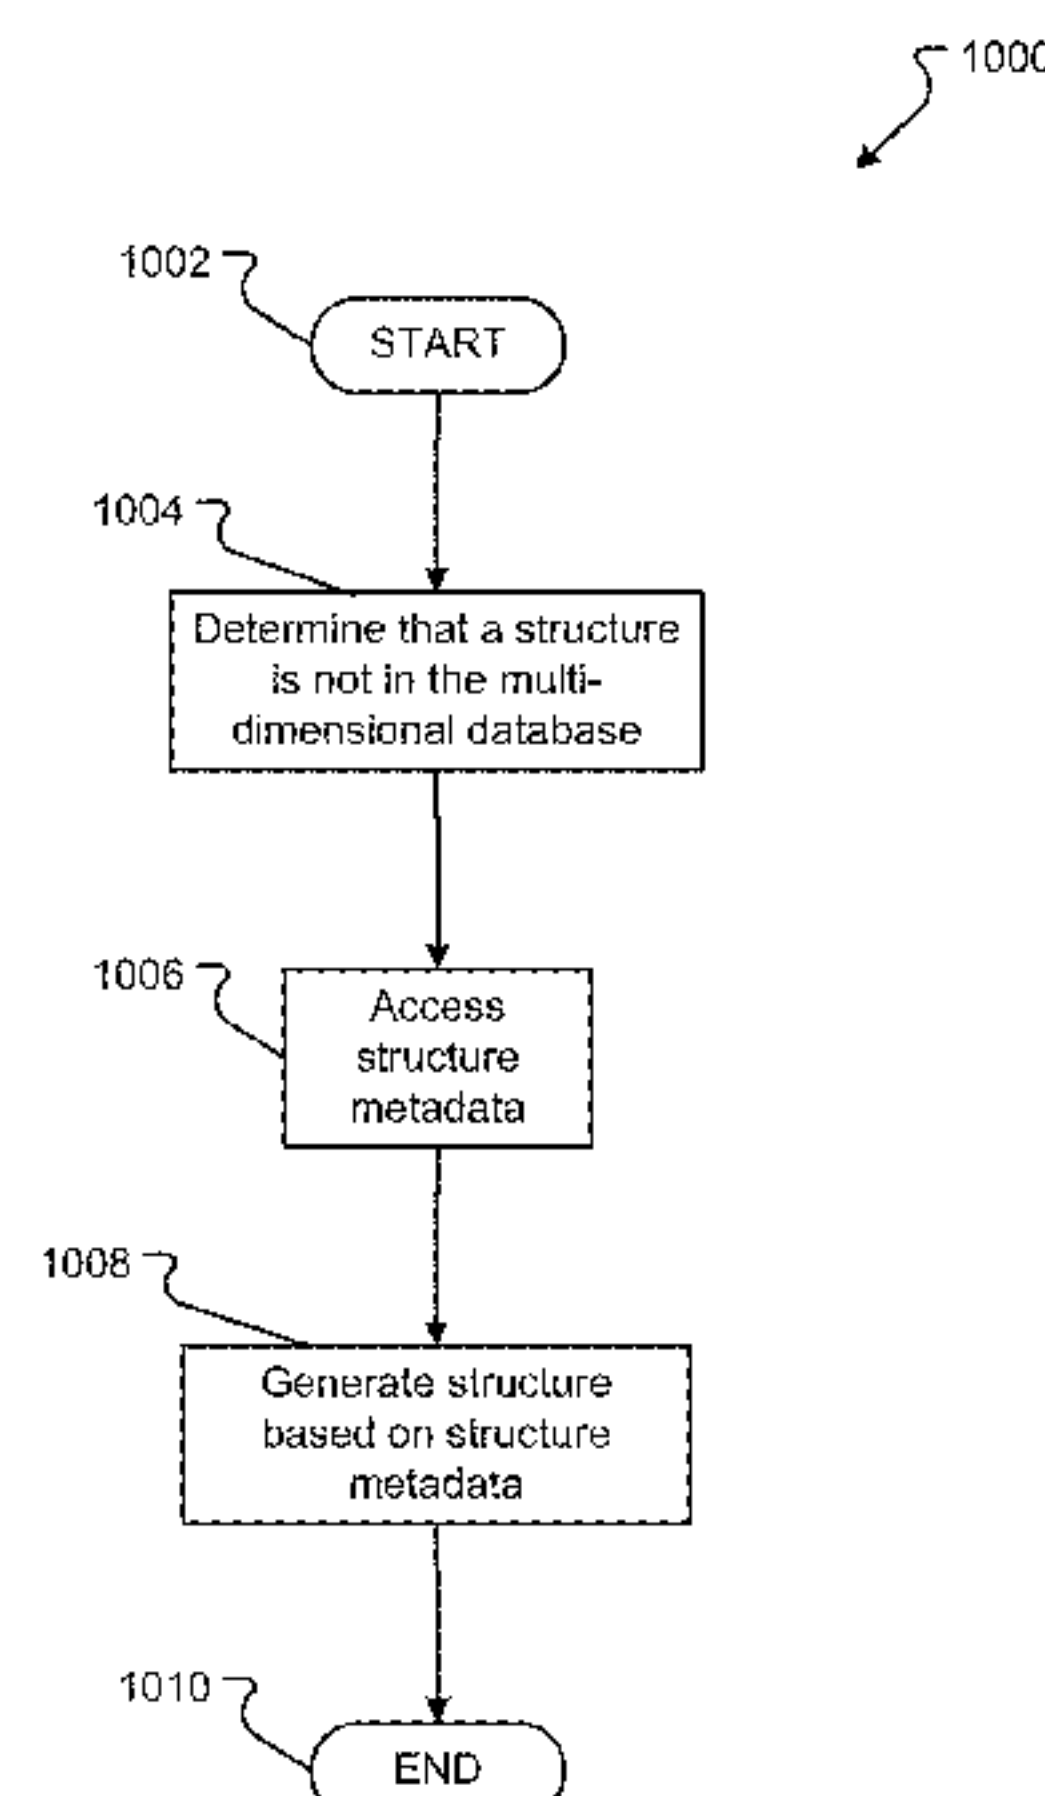 1000
1002
START
1004
Determine that a structure
is not in the multi-
dimensional database
1006
Access
structure
metadata
1008
Generate structure
based on structure
metadata
1010
END